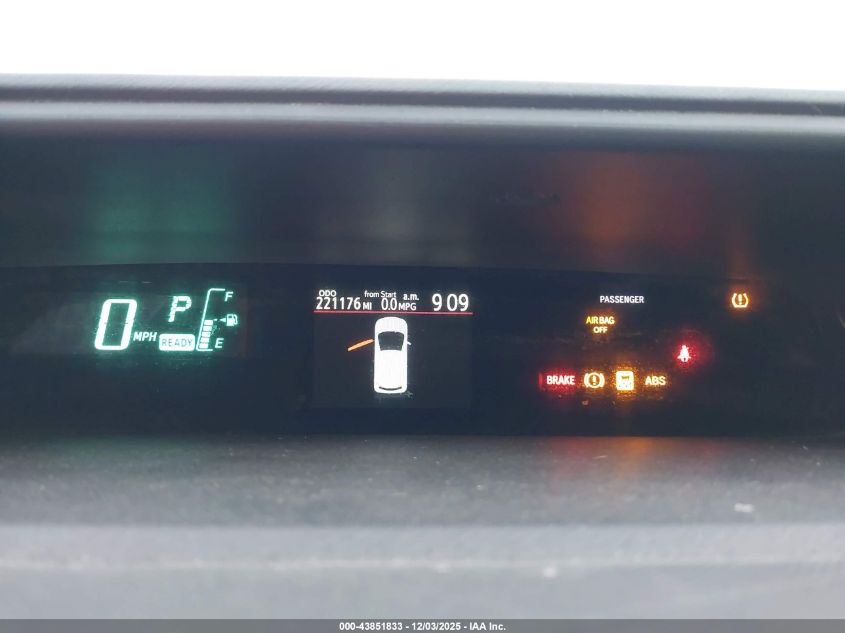 0 MPH
P
READY
F
E
ODO
221176 MI
from Start
0.0 MPG
a.m.
9 09
PASSENGER
AIR BAG
OFF
BRAKE
ABS
000-43851833 - 12/03/2025 - IAA Inc.